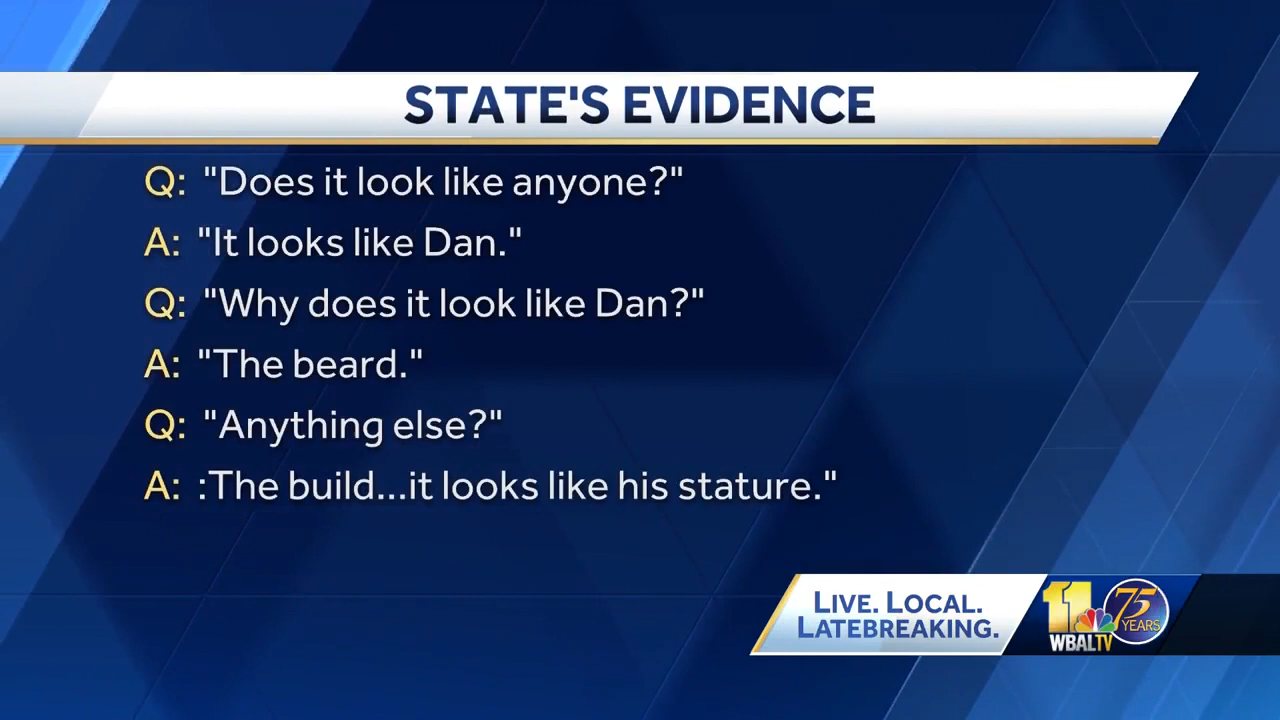 STATE'S EVIDENCE
Q: "Does it look like anyone?"
A: "It looks like Dan."
Q: "Why does it look like Dan?"
A: "The beard."
Q: "Anything else?"
A: :The build...it looks like his stature."
LIVE. LOCAL.
LATEBREAKING.
11
WBALTV
75
YEARS